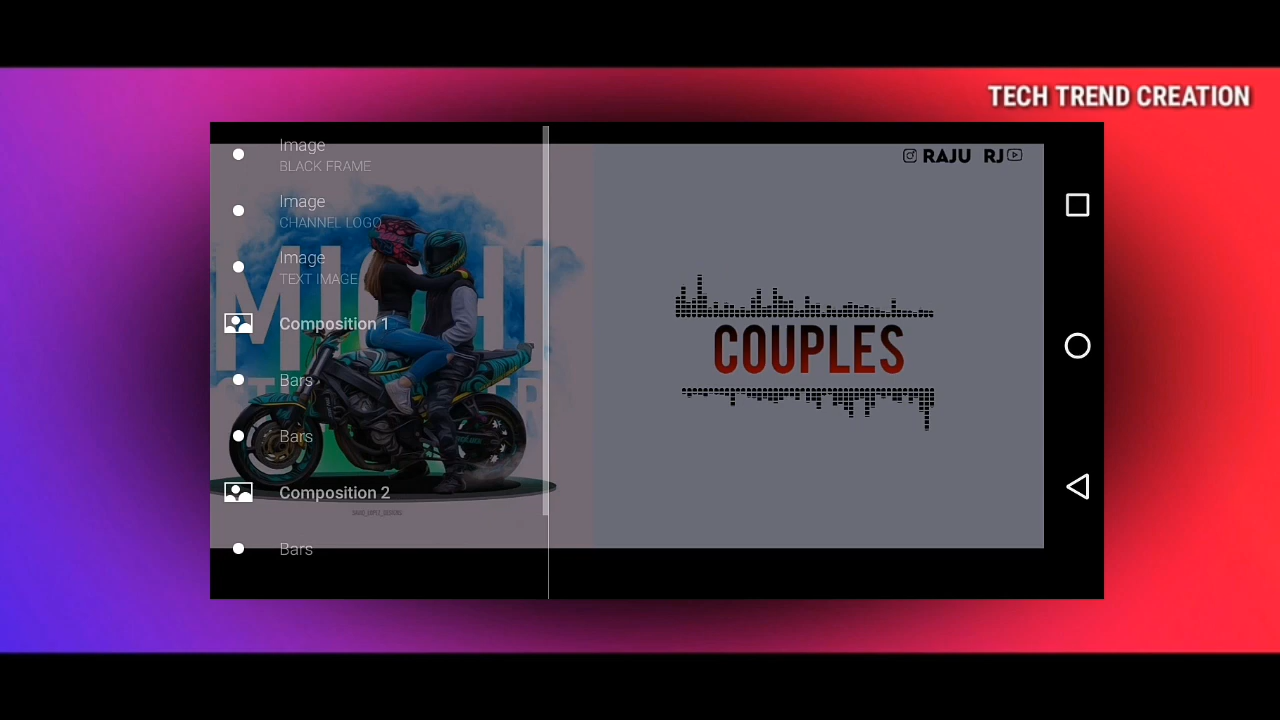 TECH TREND CREATION
Image
BLACK FRAME
RAJU RJ
Image
CHANNEL LOGO
Image
TEXT IMAGE
Composition 1
COUPLES
Bars
Bars
Composition 2
Bars